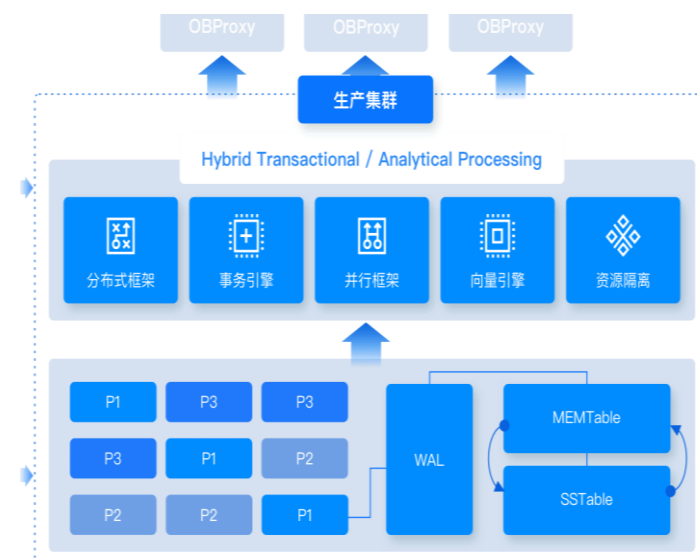 OBProxy OBProxy OBProxy
生产集群
Hybrid Transactional / Analytical Processing
分布式框架 事务引擎 并行框架 向量引擎 资源隔离
P1 P3 P3
MEMTable
P3 P1 P2
WAL
SSTable
P2 P2 P1